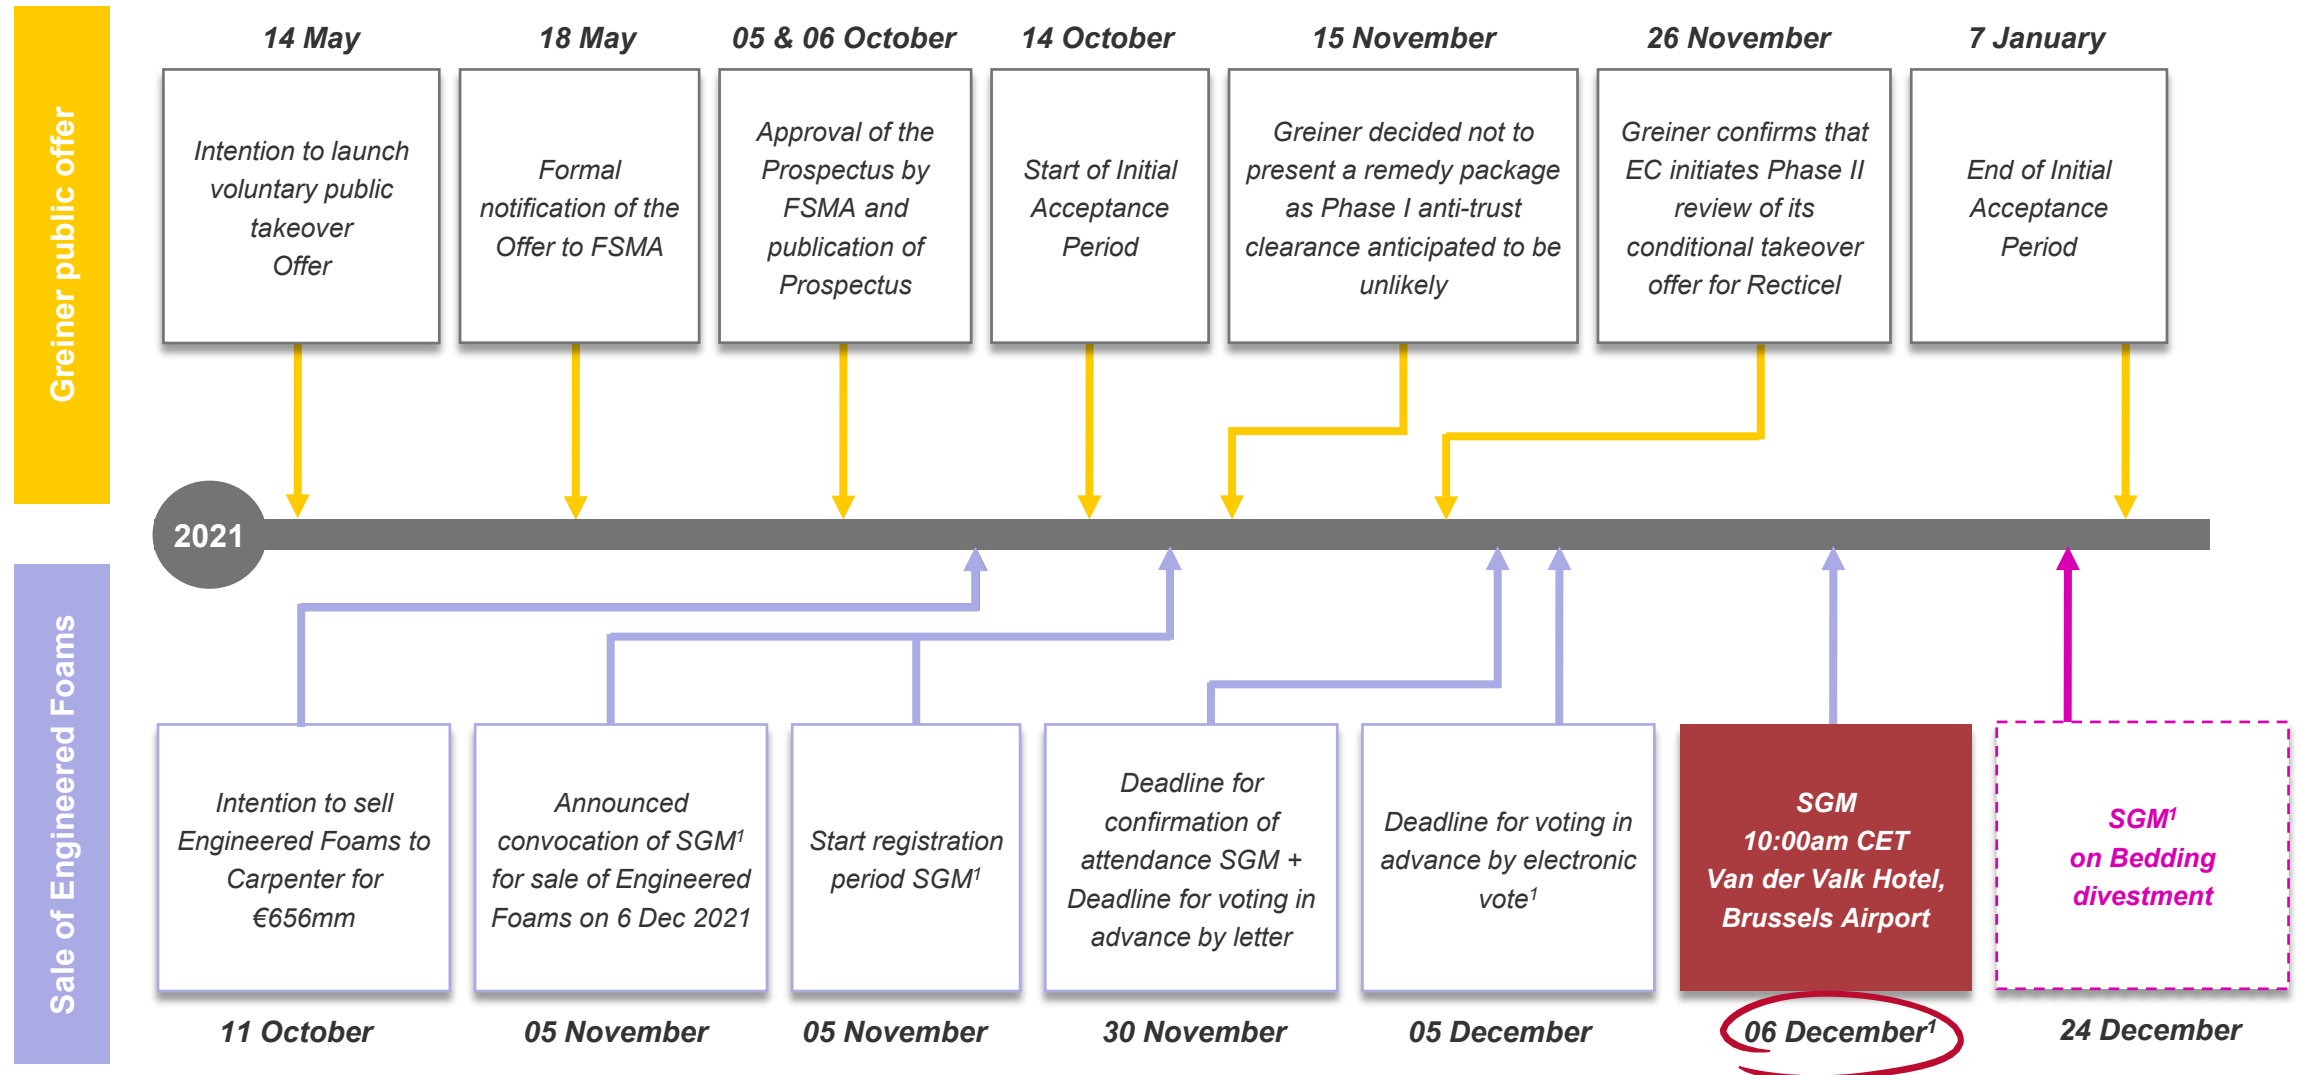 Greiner public offer
14 May
Intention to launch
voluntary public
takeover
Offer
18 May
Formal
notification of the
Offer to FSMA
05 & 06 October
Approval of the
Prospectus by
FSMA and
publication of
Prospectus
14 October
Start of Initial
Acceptance
Period
15 November
Greiner decided not to
present a remedy package
as Phase I anti-trust
clearance anticipated to be
unlikely
26 November
Greiner confirms that
EC initiates Phase II
review of its
conditional takeover
offer for Recticel
7 January
End of Initial
Acceptance
Period
2021
Sale of Engineered Foams
Intention to sell
Engineered Foams to
Carpenter for
€656mm
11 October
Announced
convocation of SGM¹
for sale of Engineered
Foams on 6 Dec 2021
05 November
Start registration
period SGM¹
05 November
Deadline for
confirmation of
attendance SGM +
Deadline for voting in
advance by letter
30 November
Deadline for voting in
advance by electronic
vote¹
05 December
SGM
10:00am CET
Van der Valk Hotel,
Brussels Airport
06 December¹
SGM¹
on Bedding
divestment
24 December